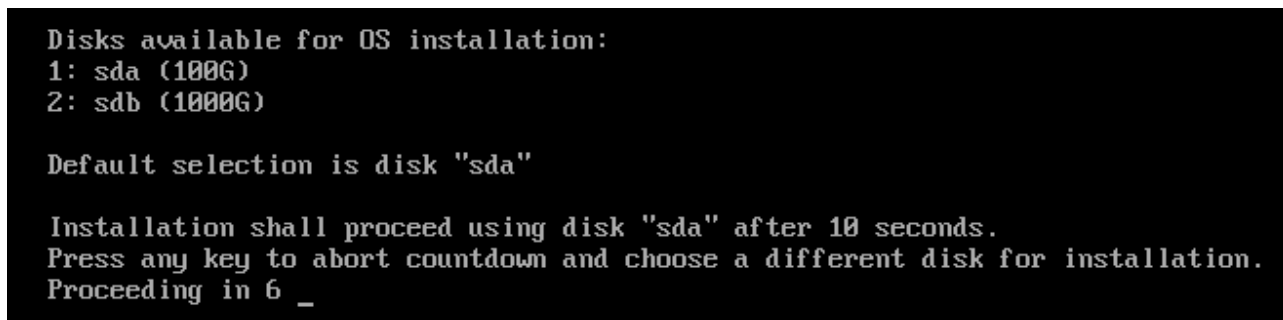 Disks available for OS installation:
1: sda (100G)
2: sdb (1000G)
Default selection is disk "sda"
Installation shall proceed using disk "sda" after 10 seconds.
Press any key to abort countdown and choose a different disk for installation.
Proceeding in 6 _